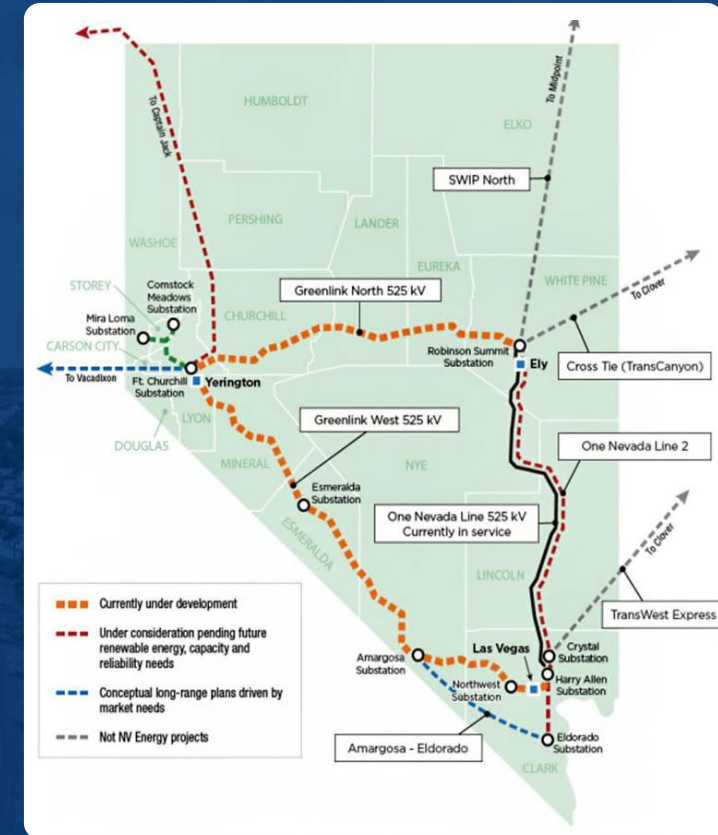 To Captain Jack
To Midpoint
HUMBOLDT
ELKO
SWIP North
PERSHING
LANDER
WASHOE
EUREKA
WHITE PINE
STOREY
Comstock
Meadows
Substation
CHURCHILL
Greenlink North 525 kV
To Clover
Mira Loma
Substation
CARSON CITY
Robinson Summit
Substation
Ely
Cross Tie (TransCanyon)
To Vacadixon
Ft. Churchill
Substation
Yerington
LYON
DOUGLAS
Greenlink West 525 kV
One Nevada Line 2
MINERAL
NYE
Esmeralda
Substation
ESMERALDA
One Nevada Line 525 kV
Currently in service
To Clover
LINCOLN
TransWest Express
Currently under development
Under consideration pending future
renewable energy, capacity and
reliability needs
Conceptual long-range plans driven by
market needs
Not NV Energy projects
Amargosa
Substation
Las Vegas
Crystal
Substation
Northwest
Substation
Harry Allen
Substation
Amargosa - Eldorado
Eldorado
Substation
CLARK